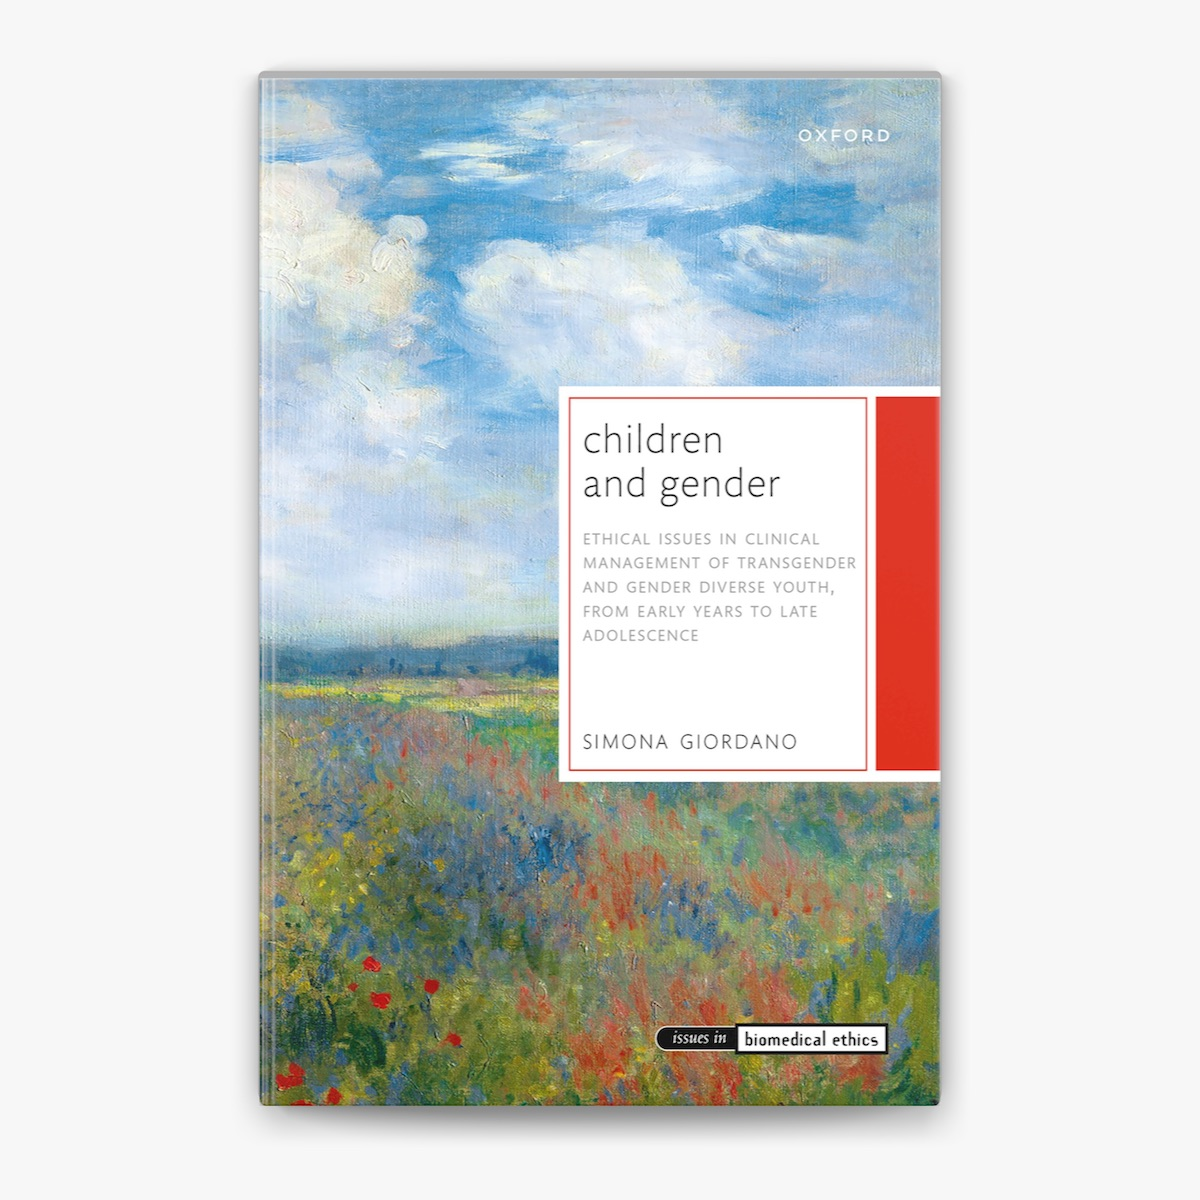 OXFORD
children
and gender
ETHICAL ISSUES IN CLINICAL
MANAGEMENT OF TRANSGENDER
AND GENDER DIVERSE YOUTH,
FROM EARLY YEARS TO LATE
ADOLESCENCE
SIMONA GIORDANO
issues in biomedical ethics